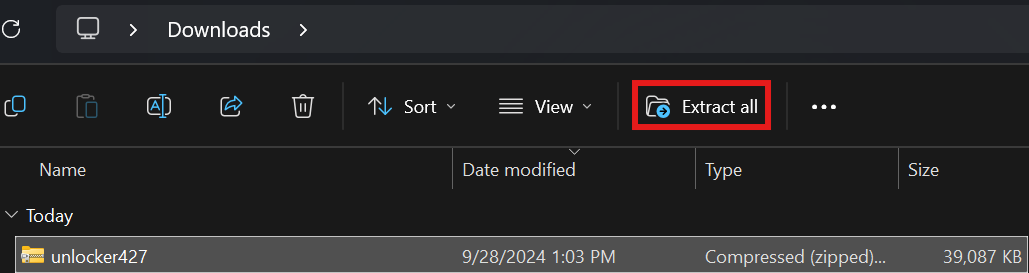 Downloads
Sort View Extract all
Name Date modified Type Size
Today
unlocker427 9/28/2024 1:03 PM Compressed (zipped)... 39,087 KB